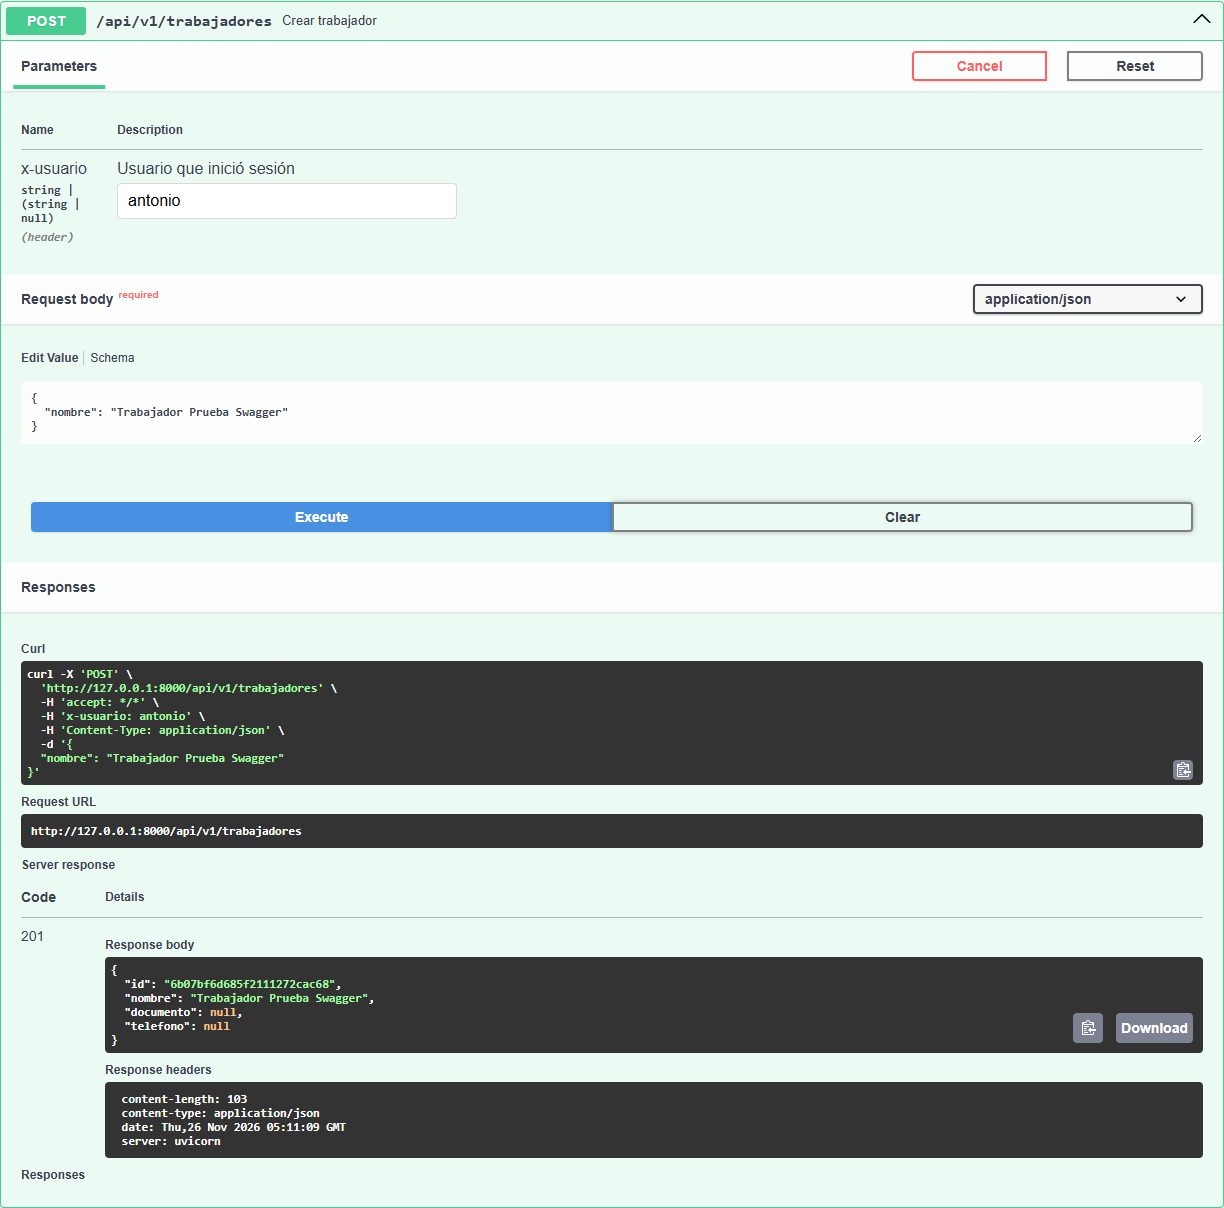 POST /api/v1/trabajadores Crear trabajador
Parameters
Cancel
Reset
Name Description
x-usuario
string |
(string |
null)
(header)
Usuario que inició sesión
antonio
Request body required
application/json
Edit Value Schema
{
  "nombre": "Trabajador Prueba Swagger"
}
Execute
Clear
Responses
Curl
curl -X 'POST' \
  'http://127.0.0.1:8000/api/v1/trabajadores' \
  -H 'accept: */*' \
  -H 'x-usuario: antonio' \
  -H 'Content-Type: application/json' \
  -d '{
  "nombre": "Trabajador Prueba Swagger"
}'
Request URL
http://127.0.0.1:8000/api/v1/trabajadores
Server response
Code Details
201
Response body
{
  "id": "6b07bf6d685f2111272cac68",
  "nombre": "Trabajador Prueba Swagger",
  "documento": null,
  "telefono": null
}
Download
Response headers
content-length: 103
content-type: application/json
date: Thu,26 Nov 2026 05:11:09 GMT
server: uvicorn
Responses